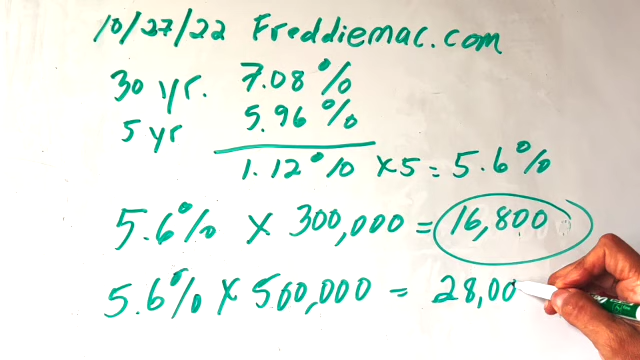 10/27/22 Freddiemac.com
30 yr. 7.08%
5 yr 5.96%
1.12% x5 = 5.6%
5.6% x 300,000 = 16,800
5.6% x 500,000 = 28,00